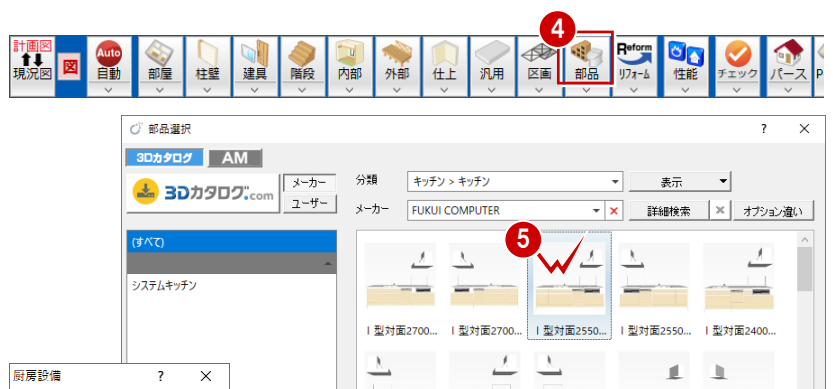 4
計画図
現況図
図
Auto
自動
部屋
柱壁
建具
階段
内部
外部
仕上
汎用
区画
部品
Reform
リフォーム
性能
チェック
パース
P
部品選択 ? ×
3Dカタログ AM
3Dカタログ.com
メーカー
ユーザー
分類 キッチン > キッチン 表示
メーカー FUKUI COMPUTER × 詳細検索 × オプション違い
(すべて)
システムキッチン
5
I 型対面2700... I 型対面2700... I 型対面2550... I 型対面2550... I 型対面2400...
厨房設備 ? ×